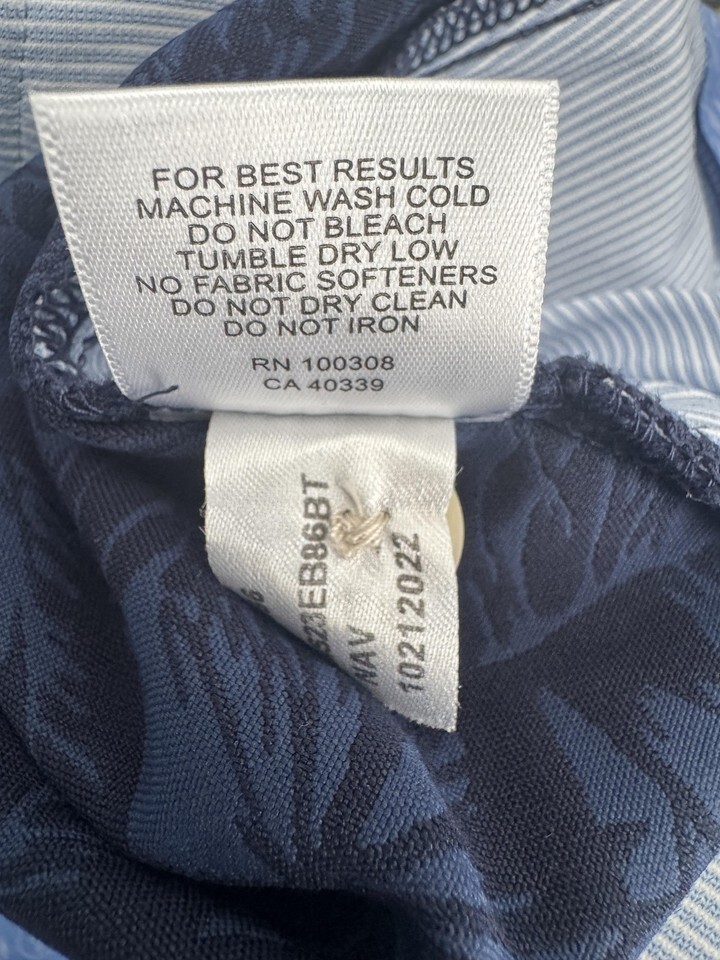 FOR BEST RESULTS
MACHINE WASH COLD
DO NOT BLEACH
TUMBLE DRY LOW
NO FABRIC SOFTENERS
DO NOT DRY CLEAN
DO NOT IRON
RN 100308
CA 40339
NAV
10212022